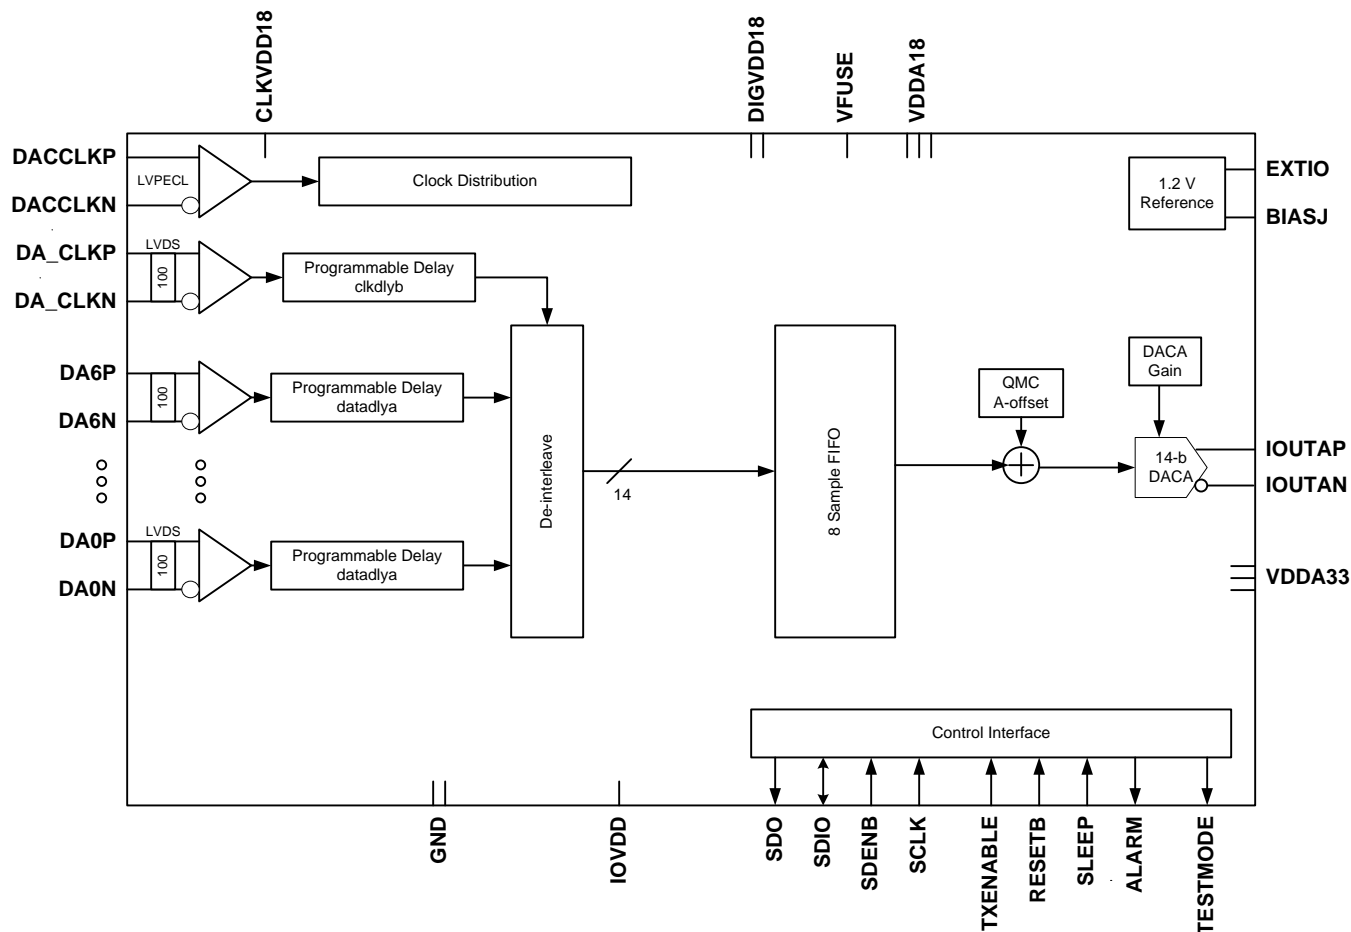 CLKVDD18
DIGVDD18
VFUSE
VDDA18
DACCLKP
LVPECL
DACCLKN
Clock Distribution
1.2 V
Reference
EXTIO
BIASJ
DA_CLKP
LVDS
100
DA_CLKN
Programmable Delay
clkdlyb
DA6P
100
DA6N
Programmable Delay
datadlya
De-interleave
14
8 Sample FIFO
QMC
A-offset
DACA
Gain
14-b
DACA
IOUTAP
IOUTAN
DA0P
LVDS
100
DA0N
Programmable Delay
datadlya
VDDA33
Control Interface
GND
IOVDD
SDO
SDIO
SDENB
SCLK
TXENABLE
RESETB
SLEEP
ALARM
TESTMODE